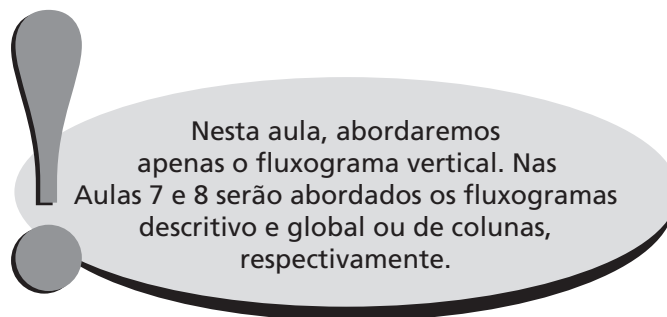 Nesta aula, abordaremos
apenas o fluxograma vertical. Nas
Aulas 7 e 8 serão abordados os fluxogramas
descritivo e global ou de colunas,
respectivamente.